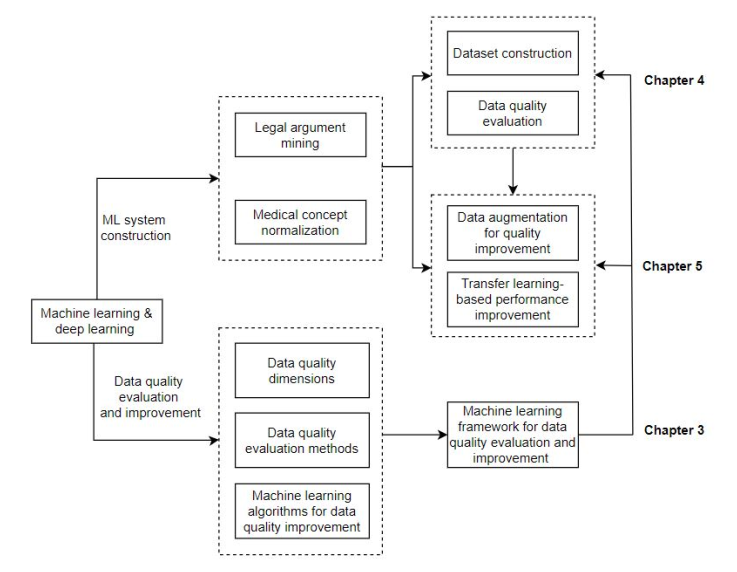 Dataset construction
Chapter 4
Data quality
evaluation
Legal argument
mining
Medical concept
normalization
ML system
construction
Data augmentation
for quality
improvement
Chapter 5
Transfer learning-
based performance
improvement
Machine learning &
deep learning
Data quality
evaluation
and improvement
Data quality
dimensions
Data quality
evaluation methods
Machine learning
algorithms for data
quality improvement
Machine learning
framework for data
quality evaluation and
improvement
Chapter 3